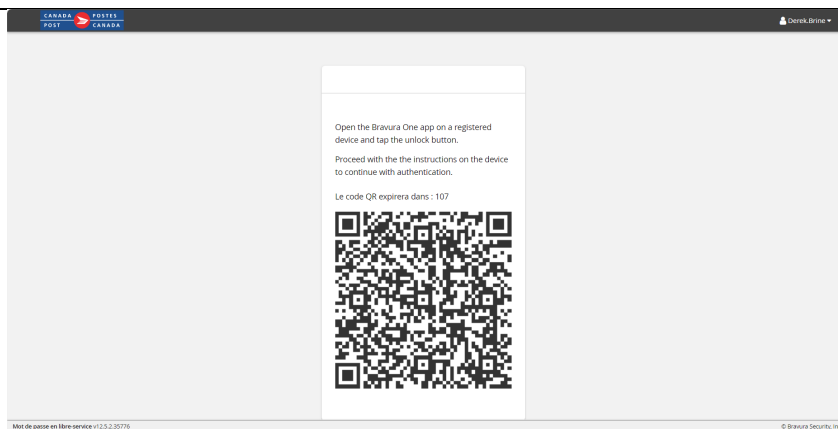 CANADA POSTES
POST CANADA
Derek.Brine
Open the Bravura One app on a registered
device and tap the unlock button.
Proceed with the the instructions on the device
to continue with authentication.
Le code QR expirera dans : 107
Mot de passe en libre-service v12.5.2.35776
© Bravura Security, In